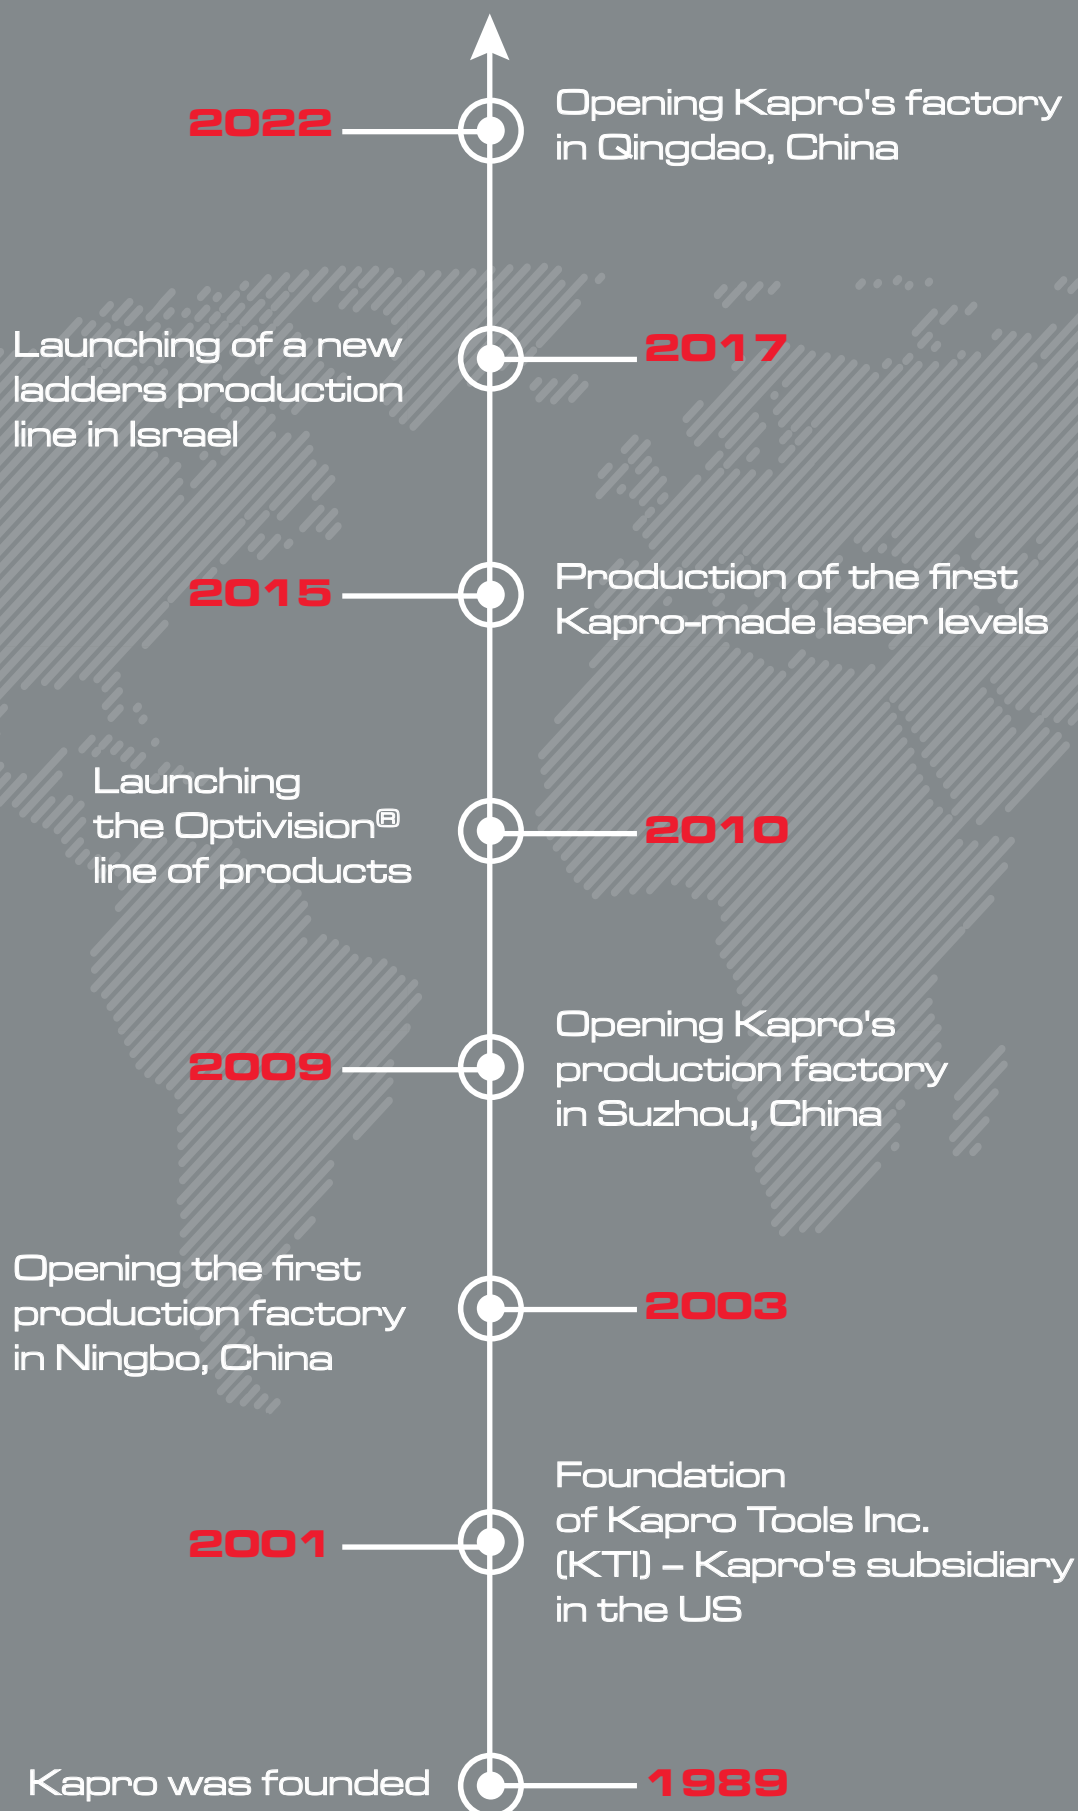 2022
Opening Kapro's factory
in Qingdao, China
Launching of a new
ladders production
line in Israel
2017
2015
Production of the first
Kapro-made laser levels
Launching
the Optivision®
line of products
2010
2009
Opening Kapro's
production factory
in Suzhou, China
Opening the first
production factory
in Ningbo, China
2003
2001
Foundation
of Kapro Tools Inc.
(KTI) – Kapro's subsidiary
in the US
Kapro was founded
1989